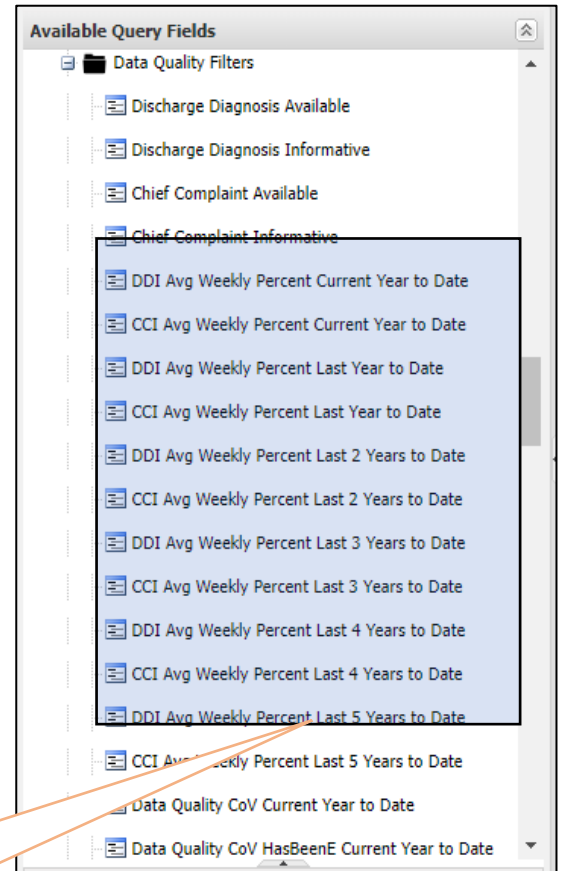 Available Query Fields
Data Quality Filters
Discharge Diagnosis Available
Discharge Diagnosis Informative
Chief Complaint Available
Chief Complaint Informative
DDI Avg Weekly Percent Current Year to Date
CCI Avg Weekly Percent Current Year to Date
DDI Avg Weekly Percent Last Year to Date
CCI Avg Weekly Percent Last Year to Date
DDI Avg Weekly Percent Last 2 Years to Date
CCI Avg Weekly Percent Last 2 Years to Date
DDI Avg Weekly Percent Last 3 Years to Date
CCI Avg Weekly Percent Last 3 Years to Date
DDI Avg Weekly Percent Last 4 Years to Date
CCI Avg Weekly Percent Last 4 Years to Date
DDI Avg Weekly Percent Last 5 Years to Date
CCI Avg Weekly Percent Last 5 Years to Date
Data Quality CoV Current Year to Date
Data Quality CoV HasBeenE Current Year to Date